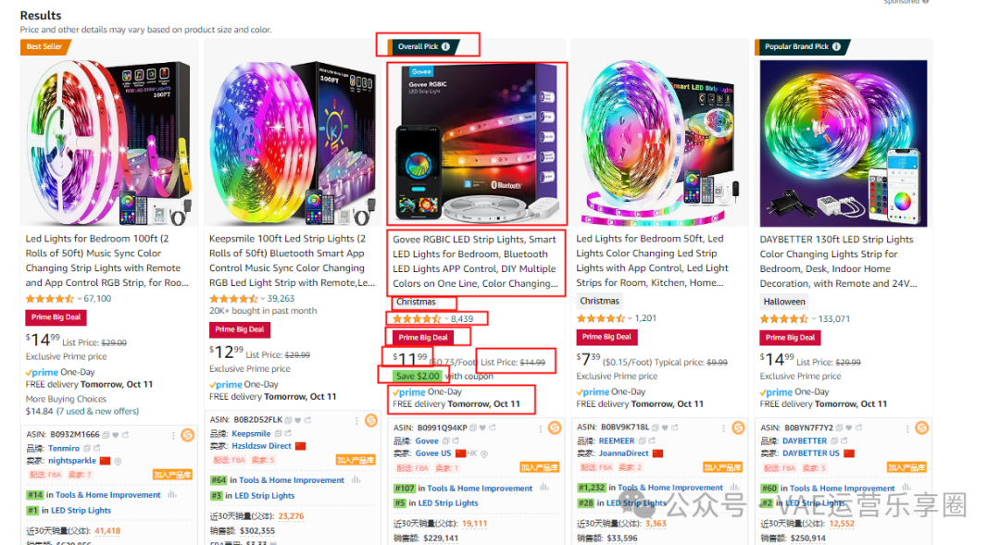 Sponsored
Results
Price and other details may vary based on product size and color.
Best Seller
RGB LED STRIP LIGHTS
100FT
Led Lights for Bedroom 100ft (2
Rolls of 50ft) Music Sync Color
Changing Strip Lights with Remote
and App Control RGB Strip, for Roo...
67,100
Prime Big Deal
$14.99 List Price: $29.00
Exclusive Prime price
prime One-Day
FREE delivery Tomorrow, Oct 11
More Buying Choices
$14.84 (7 used & new offers)
ASIN: B0932M1666
品牌: Tenmiro
卖家: nightsparkle
配送: FBA 卖家: 7
加入产品库
#14 in Tools & Home Improvement
#1 in LED Strip Lights
近30天销量(父体): 41,418
100FT
Keepsmile 100ft Led Strip Lights (2
Rolls of 50ft) Bluetooth Smart App
Control Music Sync Color Changing
RGB Led Light Strip with Remote,Le...
39,263
20K+ bought in past month
Prime Big Deal
$12.99 List Price: $29.99
Exclusive Prime price
prime One-Day
FREE delivery Tomorrow, Oct 11
ASIN: B0B2D52FLK
品牌: Keepsmile
卖家: Hzsldzsw Direct
配送: FBA 卖家: 5
加入产品库
#64 in Tools & Home Improvement
#3 in LED Strip Lights
近30天销量(父体): 23,276
销售额: $302,355
Overall Pick
Govee
Govee RGBIC
LED Strip Light
Bluetooth
Govee RGBIC LED Strip Lights, Smart
LED Lights for Bedroom, Bluetooth
LED Lights APP Control, DIY Multiple
Colors on One Line, Color Changing...
Christmas
8,439
Prime Big Deal
$11.99 ($0.73/Foot) List Price: $14.99
Save $2.00 with coupon
prime One-Day
FREE delivery Tomorrow, Oct 11
ASIN: B0991Q94KP
品牌: Govee
卖家: Govee US HK
配送: FBA 卖家: 1
加入产品库
#107 in Tools & Home Improvement
#5 in LED Strip Lights
近30天销量(父体): 19,111
销售额: $229,141
Smart LED Strip Lights
Led Lights for Bedroom 50ft, Led
Lights Color Changing Led Strip
Lights with App Control, Led Light
Strips for Room, Kitchen, Home...
Christmas
1,201
Prime Big Deal
$7.39 ($0.15/Foot) Typical price: $9.99
Exclusive Prime price
prime One-Day
FREE delivery Tomorrow, Oct 11
ASIN: B0BV9K718L
品牌: REEMEER
卖家: JoannaDirect
配送: FBA 卖家: 2
加入产品库
#1,232 in Tools & Home Improvement
#28 in LED Strip Lights
近30天销量(父体): 3,363
销售额: $33,596
Popular Brand Pick
DAYBETTER 130ft LED Strip Lights
Color Changing Lights Strip for
Bedroom, Desk, Indoor Home
Decoration, with Remote and 24V...
Halloween
133,071
Prime Big Deal
$14.99 List Price: $29.99
Exclusive Prime price
prime One-Day
FREE delivery Tomorrow, Oct 11
ASIN: B0BYN7F7Y2
品牌: DAYBETTER
卖家: DAYBETTER US
配送: FBA 卖家: 3
加入产品库
#60 in Tools & Home Improvement
#2 in LED Strip Lights
近30天销量(父体): 12,552
销售额: $250,914
公众号 · VAE运营乐享圈